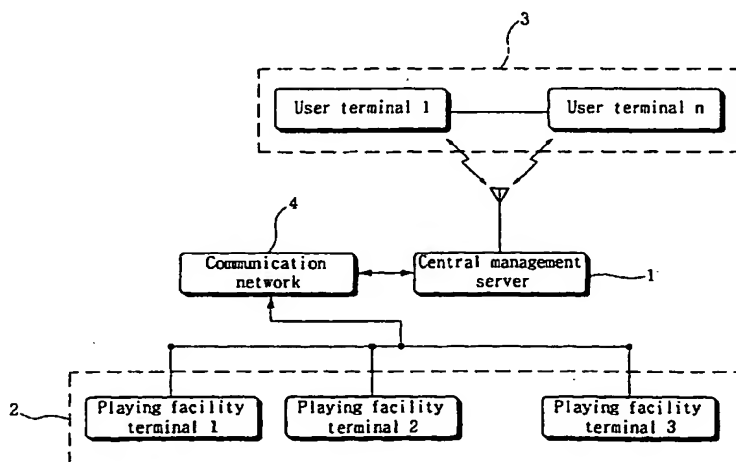 3
User terminal 1
User terminal n
4
Communication
network
Central management
server
1
2
Playing facility
terminal 1
Playing facility
terminal 2
Playing facility
terminal 3